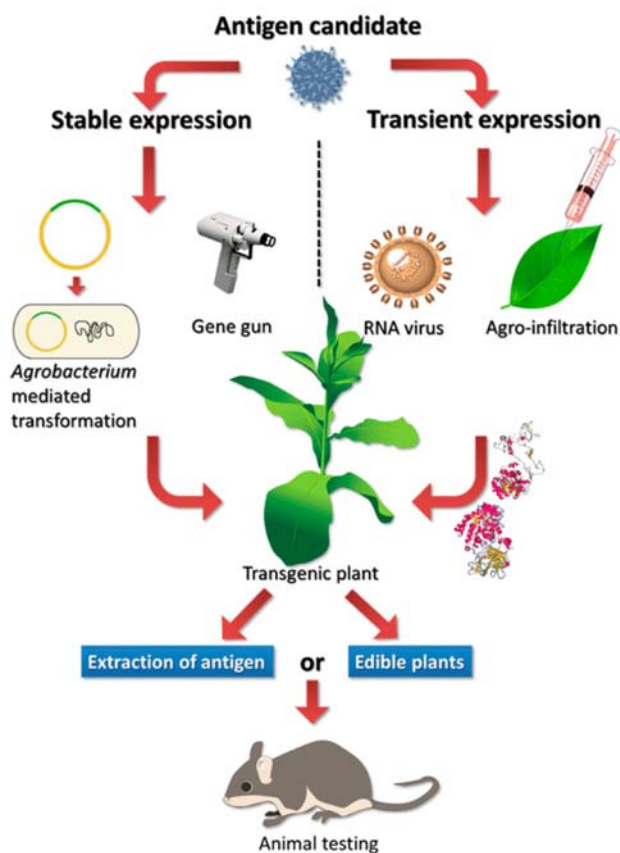 Antigen candidate
Stable expression
Transient expression
Gene gun
RNA virus
Agro-infiltration
Agrobacterium
mediated
transformation
Transgenic plant
Extraction of antigen
or
Edible plants
Animal testing